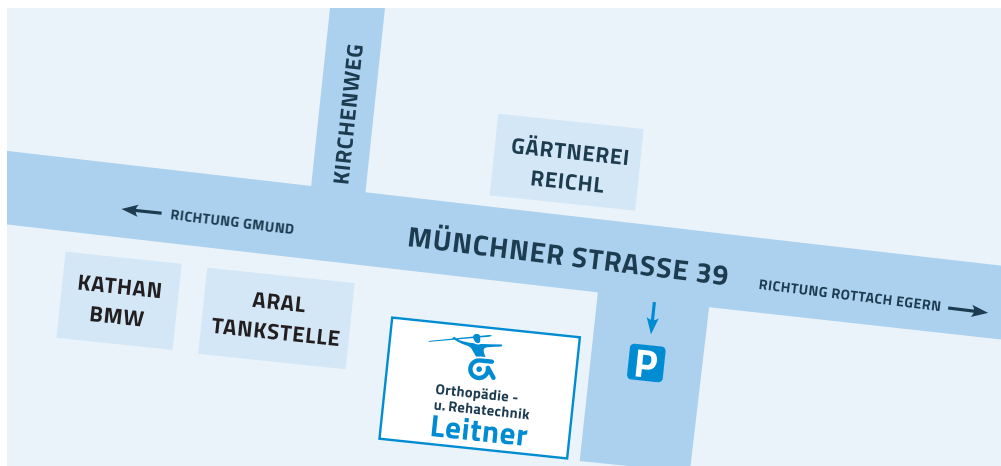 KIRCHENWEG
GÄRTNEREI
REICHL
RICHTUNG GMUND
MÜNCHNER STRASSE 39
RICHTUNG ROTTACH EGERN
KATHAN
BMW
ARAL
TANKSTELLE
P
Orthopädie -
u. Rehatechnik
Leitner